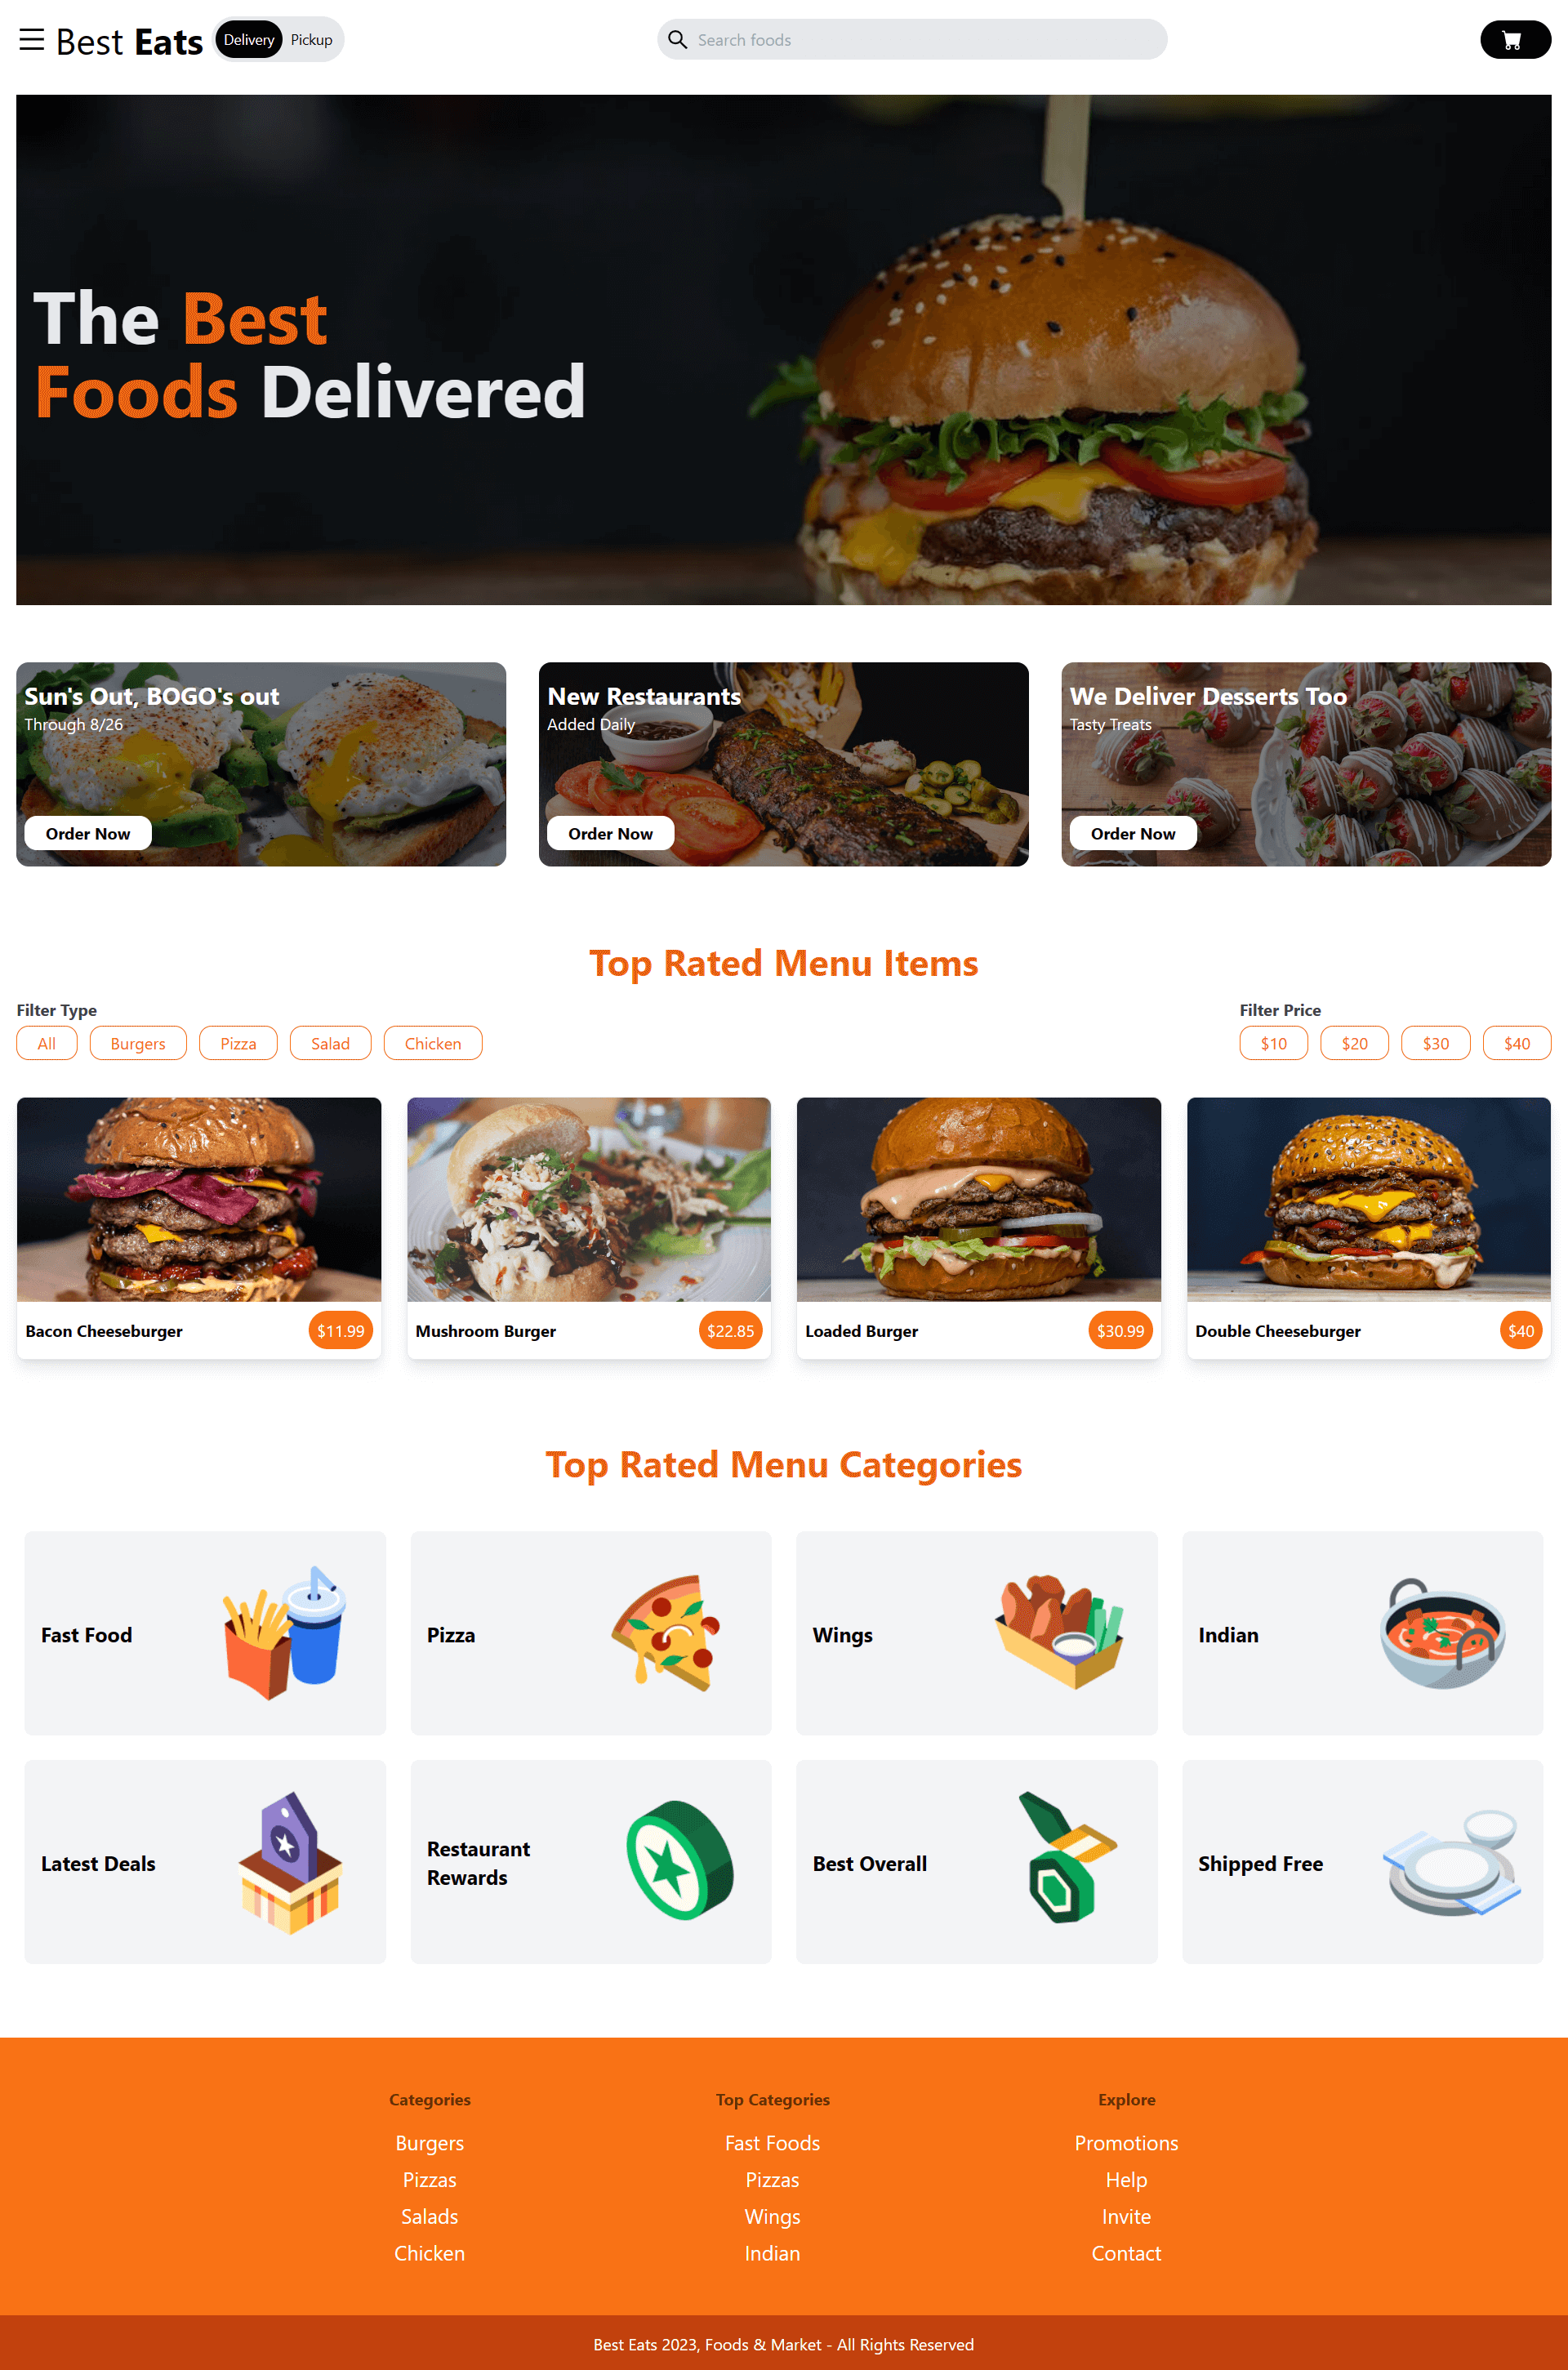 Best Eats Delivery Pickup Search foods
The Best
Foods Delivered
Sun's Out, BOGO's out
Through 8/26
Order Now
New Restaurants
Added Daily
Order Now
We Deliver Desserts Too
Tasty Treats
Order Now
Top Rated Menu Items
Filter Type
All Burgers Pizza Salad Chicken
Filter Price
$10 $20 $30 $40
Bacon Cheeseburger $11.99
Mushroom Burger $22.85
Loaded Burger $30.99
Double Cheeseburger $40
Top Rated Menu Categories
Fast Food
Pizza
Wings
Indian
Latest Deals
Restaurant
Rewards
Best Overall
Shipped Free
Categories
Burgers
Pizzas
Salads
Chicken
Top Categories
Fast Foods
Pizzas
Wings
Indian
Explore
Promotions
Help
Invite
Contact
Best Eats 2023, Foods & Market - All Rights Reserved